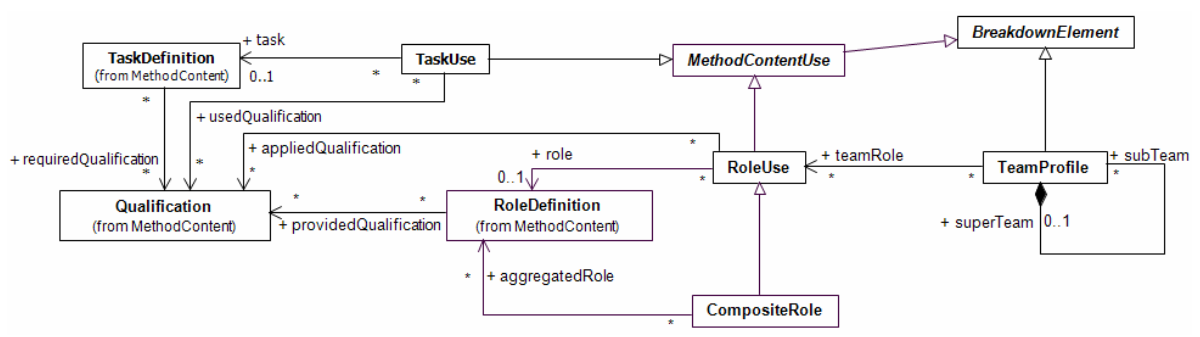 BreakdownElement
+ task
TaskDefinition
(from MethodContent)
0..1
*
TaskUse
*
MethodContentUse
*
+ usedQualification
+ requiredQualification
*
*
+ appliedQualification
*
*
+ role
0..1
*
RoleUse
+ teamRole
*
*
TeamProfile
+ subTeam
*
Qualification
(from MethodContent)
*
*
+ providedQualification
RoleDefinition
(from MethodContent)
+ superTeam
0..1
*
+ aggregatedRole
*
CompositeRole